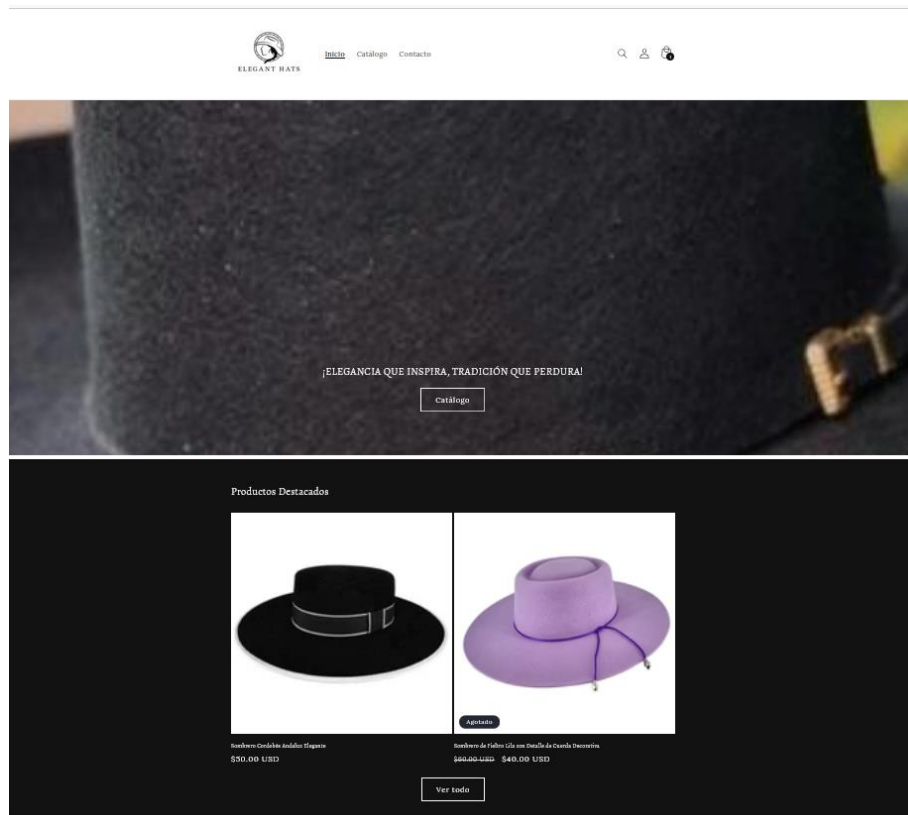 ELEGANT HATS
Inicio Catálogo Contacto
1
¡ELEGANCIA QUE INSPIRA, TRADICIÓN QUE PERDURA!
Catálogo
Productos Destacados
Agotado
Sombrero Cordobés Andaluz Elegante
Sombrero de Fieltro Lila con Detalle de Cuerda Decorativa
$50.00 USD
$60.00 USD $40.00 USD
Ver todo